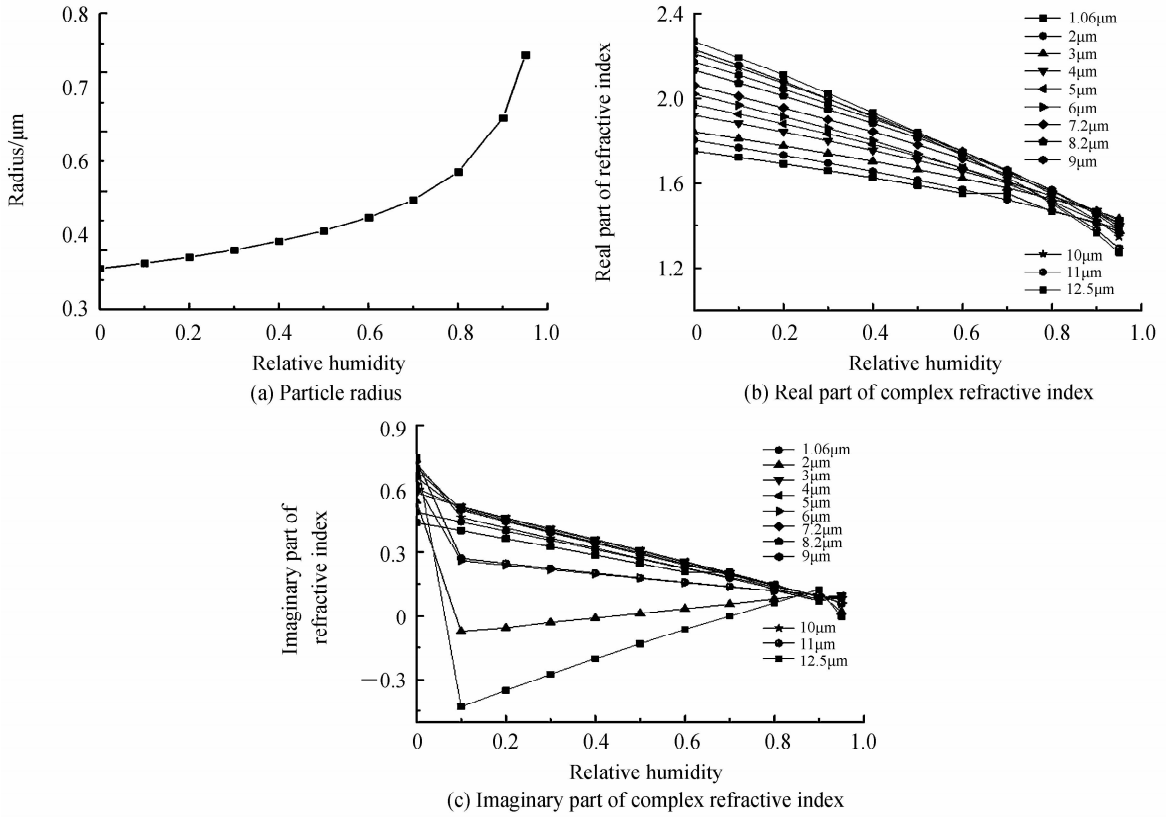 0.8
0.7
0.6
0.4
0.3
Radius/μm
0
0.2
0.4
0.6
0.8
1.0
Relative humidity
(a) Particle radius
2.4
2.0
1.6
1.2
Real part of refractive index
1.06μm
2μm
3μm
4μm
5μm
6μm
7.2μm
8.2μm
9μm
10μm
11μm
12.5μm
0
0.2
0.4
0.6
0.8
1.0
Relative humidity
(b) Real part of complex refractive index
0.9
0.6
0.3
0
−0.3
Imaginary part of
refractive index
1.06μm
2μm
3μm
4μm
5μm
6μm
7.2μm
8.2μm
9μm
10μm
11μm
12.5μm
0
0.2
0.4
0.6
0.8
1.0
Relative humidity
(c) Imaginary part of complex refractive index